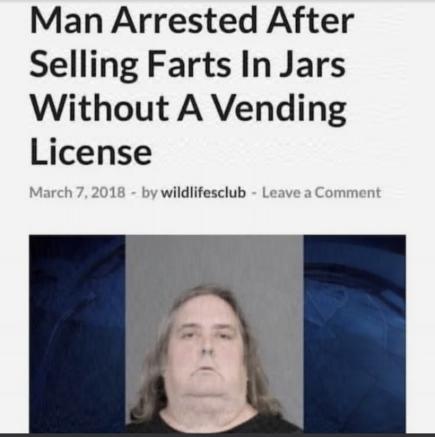 Man Arrested After
Selling Farts In Jars
Without A Vending
License
March 7, 2018 - by wildlifesclub - Leave a Comment